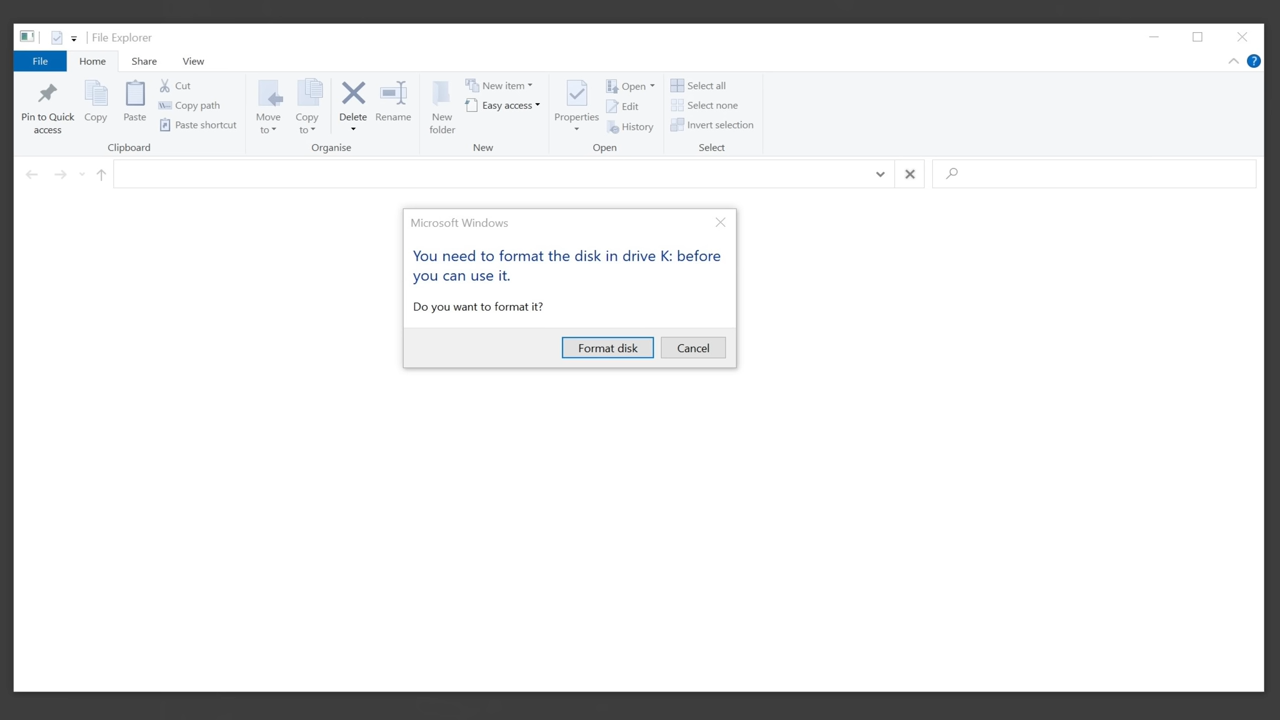 File Explorer
File Home Share View
Pin to Quick access
Copy
Paste
Cut
Copy path
Paste shortcut
Clipboard
Move to
Copy to
Delete
Rename
Organise
New folder
New item
Easy access
New
Properties
Open
Edit
History
Open
Select all
Select none
Invert selection
Select
Microsoft Windows
You need to format the disk in drive K: before
you can use it.
Do you want to format it?
Format disk Cancel